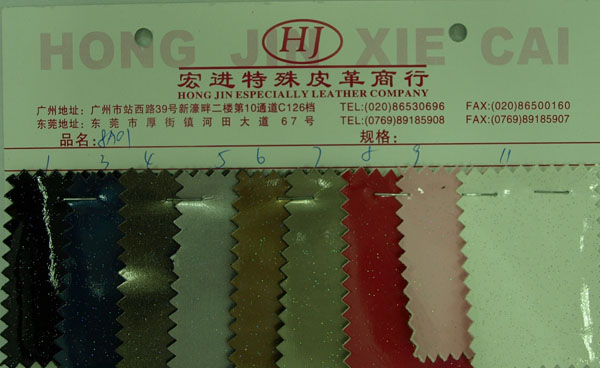 HONG JIN XIE CAI
HJ
宏进特殊皮革商行
HONG JIN ESPECIALLY LEATHER COMPANY
广州地址：广州市站西路39号新濠畔二楼第10通道C126档 TEL:(020)86530696 FAX:(020)86500160
东莞地址：东莞市厚街镇河田大道67号 TEL:(0769)89185908 FAX:(0769)89185907
品名：8A01 规格：
1 3 4 5 6 7 8 9 11